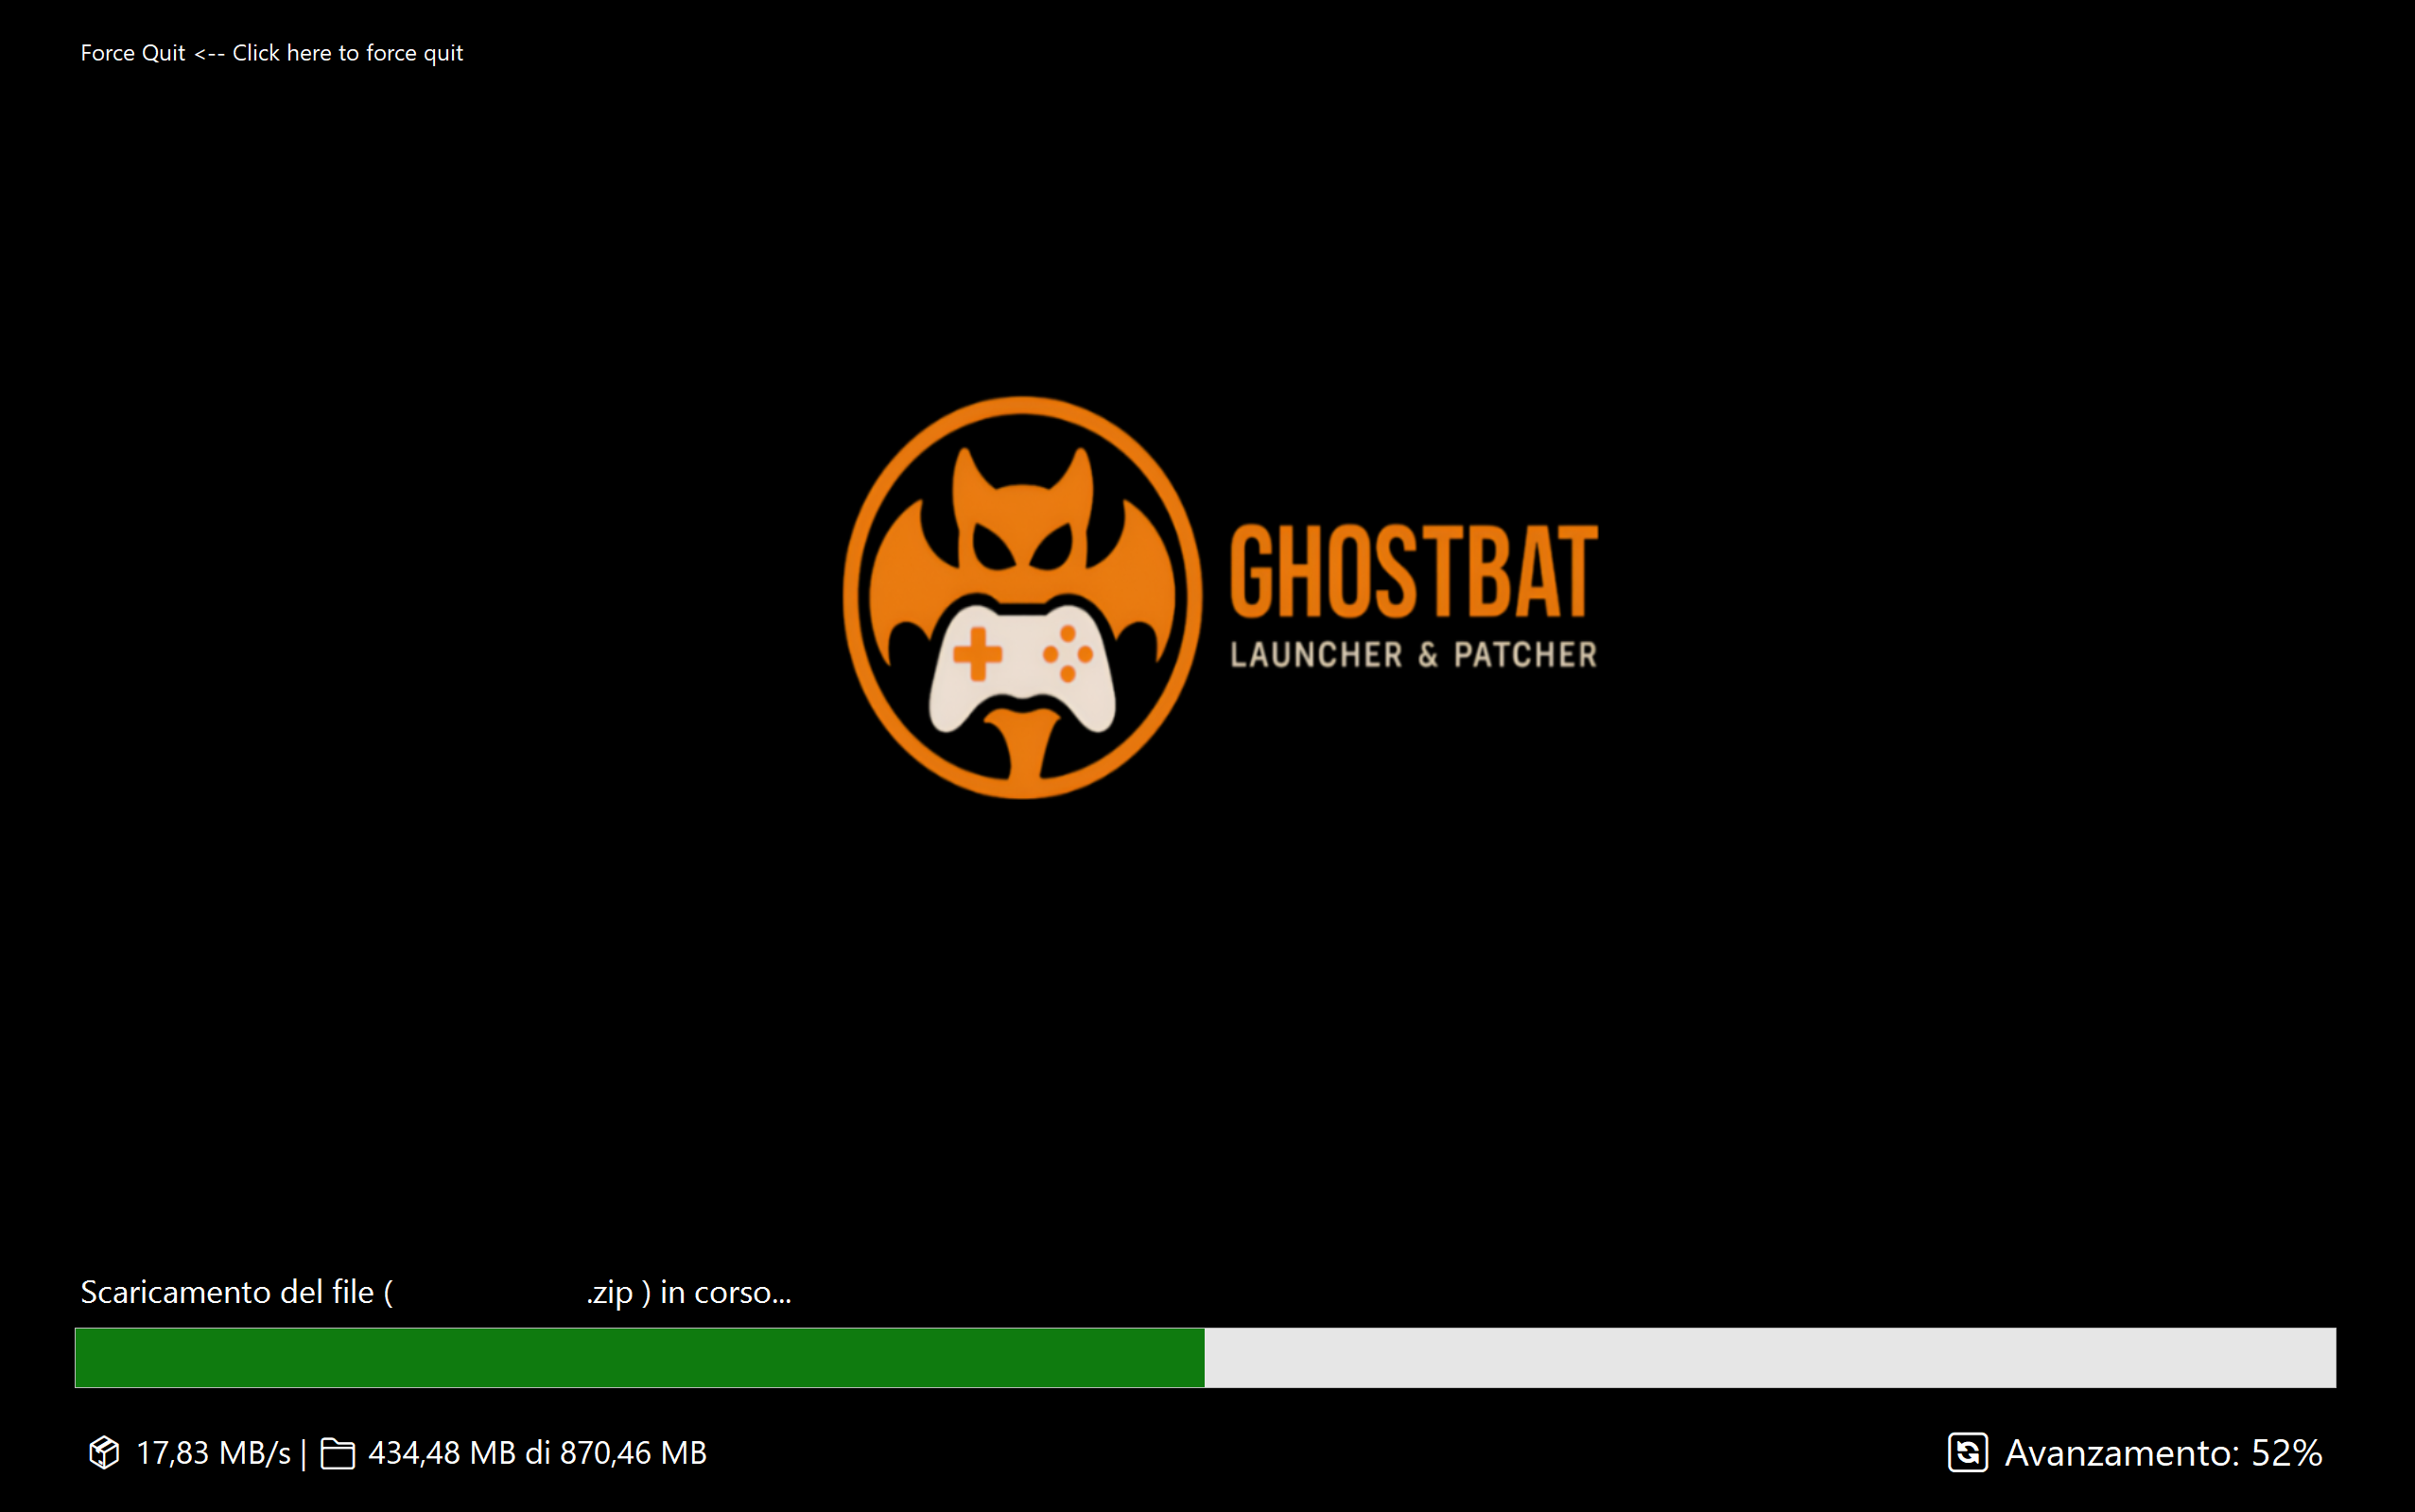 Force Quit <-- Click here to force quit
GHOSTBAT
LAUNCHER & PATCHER
Scaricamento del file ( .zip ) in corso...
17,83 MB/s | 434,48 MB di 870,46 MB
Avanzamento: 52%